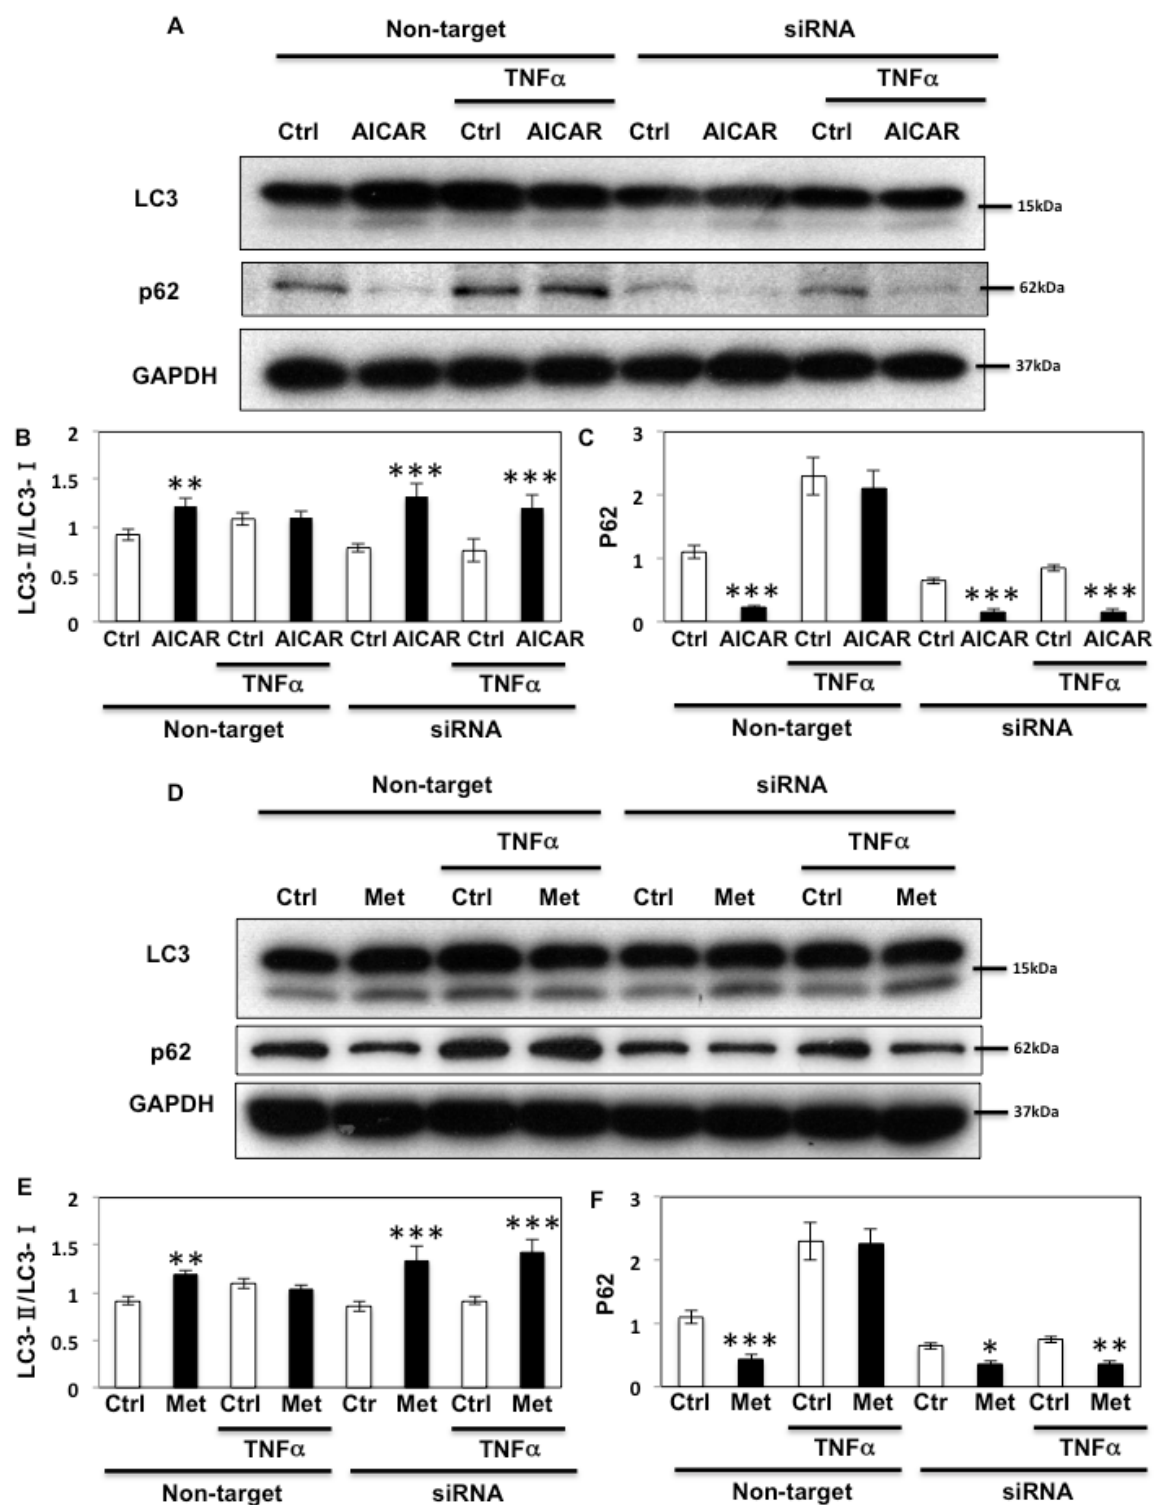 A
Non-target siRNA
TNFα TNFα
Ctrl AICAR Ctrl AICAR Ctrl AICAR Ctrl AICAR
LC3
15kDa
p62
62kDa
GAPDH
37kDa
B
LC3-Ⅱ/LC3-Ⅰ
2
1.5
1
0.5
0
** *** ***
Ctrl AICAR Ctrl AICAR Ctrl AICAR Ctrl AICAR
TNFα TNFα
Non-target siRNA
C
P62
3
2
1
0
*** *** ***
Ctrl AICAR Ctrl AICAR Ctrl AICAR Ctrl AICAR
TNFα TNFα
Non-target siRNA
D
Non-target siRNA
TNFα TNFα
Ctrl Met Ctrl Met Ctrl Met Ctrl Met
LC3
15kDa
p62
62kDa
GAPDH
37kDa
E
LC3-Ⅱ/LC3-Ⅰ
2
1.5
1
0.5
0
** *** ***
Ctrl Met Ctrl Met Ctr Met Ctrl Met
TNFα TNFα
Non-target siRNA
F
P62
3
2
1
0
*** * **
Ctrl Met Ctrl Met Ctr Met Ctrl Met
TNFα TNFα
Non-target siRNA